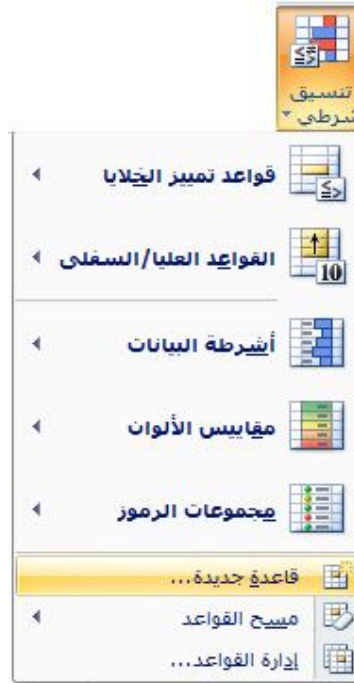 تنسيق
شرطي
قواعد تمييز الخلايا
القواعد العليا/السفلى
10
أشرطة البيانات
مقاييس الألوان
مجموعات الرموز
قاعدة جديدة...
مسح القواعد
إدارة القواعد...